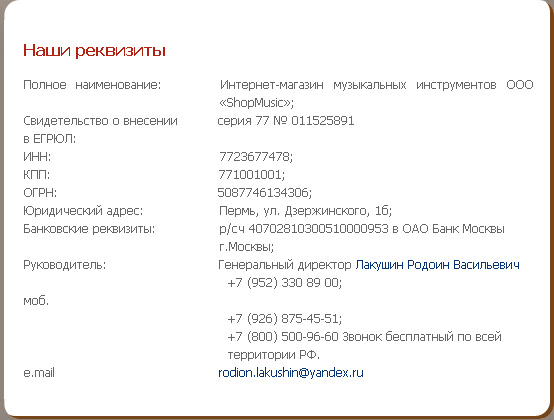 Наши реквизиты
Полное наименование: Интернет-магазин музыкальных инструментов ООО
«ShopMusic»;
Свидетельство о внесении серия 77 № 011525891
в ЕГРЮЛ:
ИНН: 7723677478;
КПП: 771001001;
ОГРН: 5087746134306;
Юридический адрес: Пермь, ул. Дзержинского, 1б;
Банковские реквизиты: р/сч 40702810300510000953 в ОАО Банк Москвы
г.Москвы;
Руководитель: Генеральный директор Лакушин Родоин Васильевич
+7 (952) 330 89 00;
моб.
+7 (926) 875-45-51;
+7 (800) 500-96-60 Звонок бесплатный по всей
территории РФ.
e.mail rodion.lakushin@yandex.ru